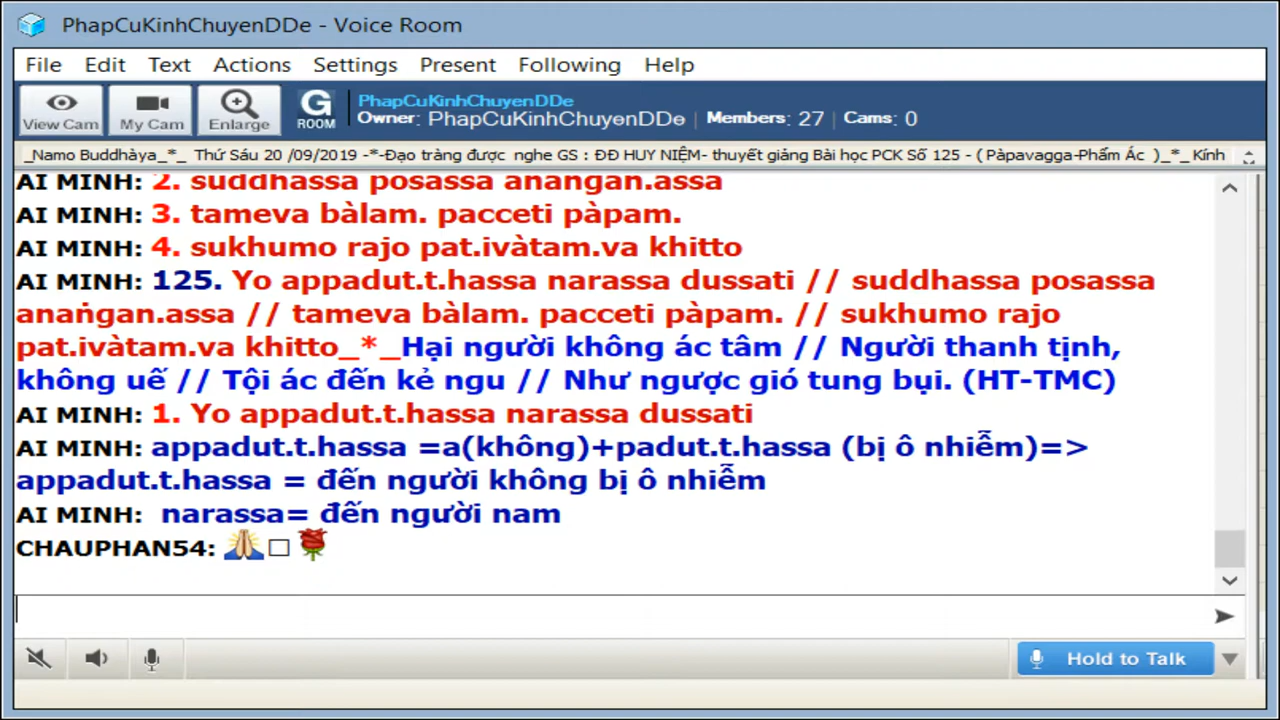 PhapCuKinhChuyenDDe - Voice Room
File Edit Text Actions Settings Present Following Help
View Cam My Cam Enlarge G ROOM PhapCuKinhChuyenDDe
Owner: PhapCuKinhChuyenDDe | Members: 27 | Cams: 0
_Namo Buddhàya_*_ Thứ Sáu 20 /09/2019 -*-Đạo tràng được nghe GS : ĐĐ HUY NIỆM- thuyết giảng Bài học PCK Số 125 - ( Pàpavagga-Phẩm Ác )_*_ Kính
AI MINH: 2. suddhassa posassa anaṅgan.assa
AI MINH: 3. tameva bàlam. pacceti pàpam.
AI MINH: 4. sukhumo rajo pat.ivàtam.va khitto
AI MINH: 125. Yo appadut.t.hassa narassa dussati // suddhassa posassa
anaṅgan.assa // tameva bàlam. pacceti pàpam. // sukhumo rajo
pat.ivàtam.va khitto_*_Hại người không ác tâm // Người thanh tịnh,
không uế // Tội ác đến kẻ ngu // Như ngược gió tung bụi. (HT-TMC)
AI MINH: 1. Yo appadut.t.hassa narassa dussati
AI MINH: appadut.t.hassa =a(không)+padut.t.hassa (bị ô nhiễm)=>
appadut.t.hassa = đến người không bị ô nhiễm
AI MINH: narassa= đến người nam
CHAUPHAN54: 🙏□🌹
Hold to Talk